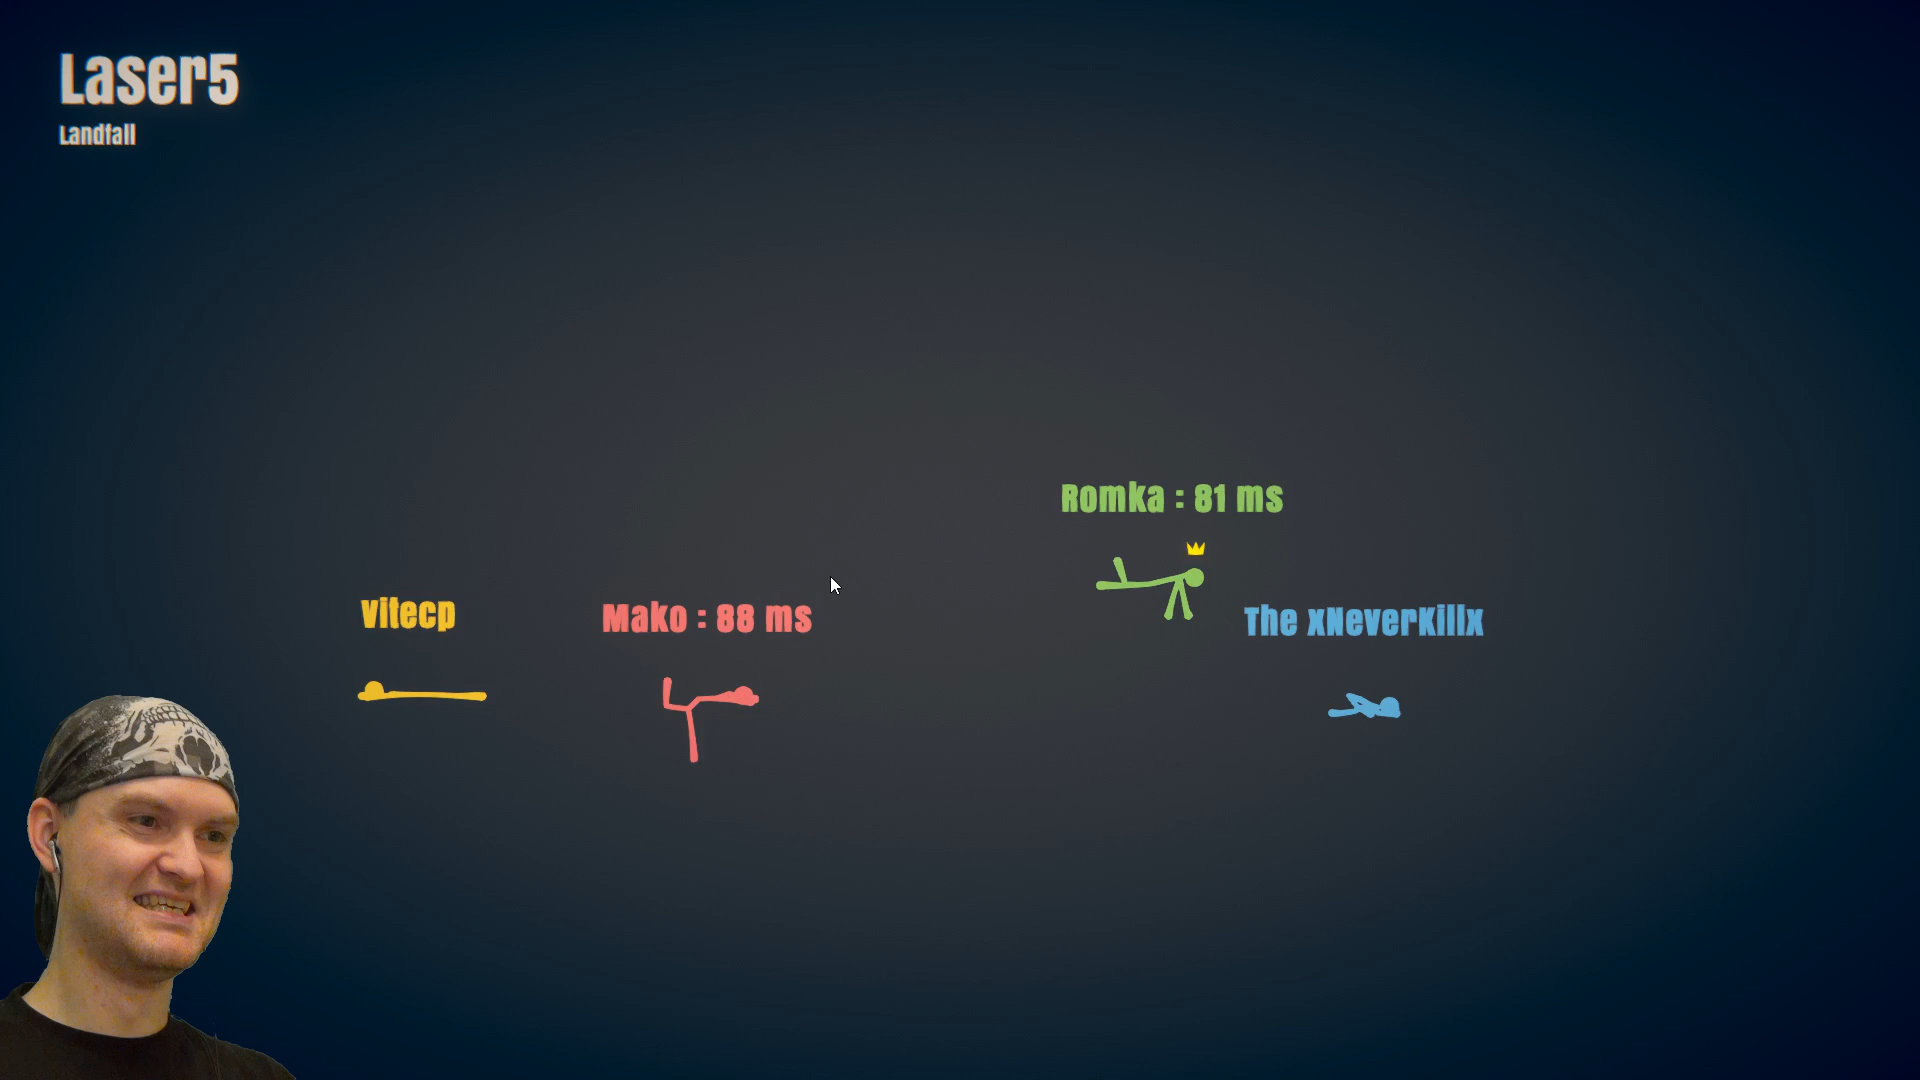 Laser5
Landfall
Romka : 81 ms
Vitecp
Mako : 88 ms
The xNeverKillx